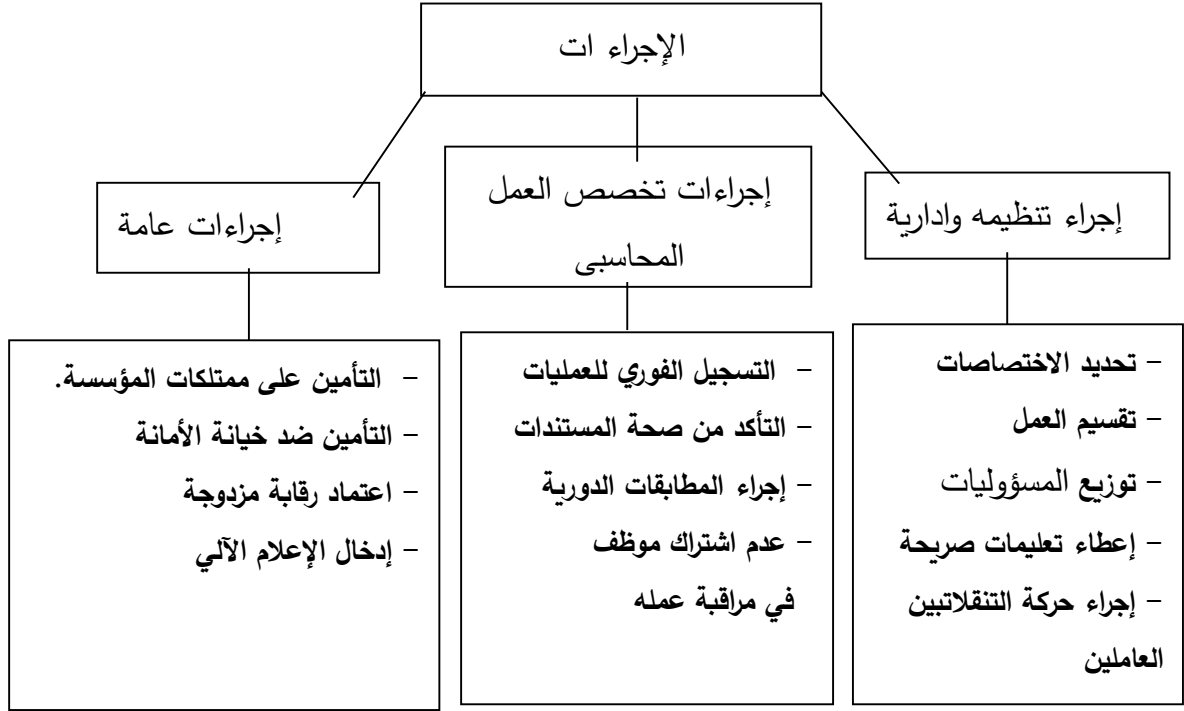 الإجراء ات
إجراء تنظيمه وادارية
إجراءات تخصص العمل
المحاسبى
إجراءات عامة
- تحديد الاختصاصات
- تقسيم العمل
- توزيع المسؤوليات
- إعطاء تعليمات صريحة
- إجراء حركة التنقلاتبين
العاملين
- التسجيل الفوري للعمليات
- التأكد من صحة المستندات
- إجراء المطابقات الدورية
- عدم اشتراك موظف
في مراقبة عمله
- التأمين على ممتلكات المؤسسة.
- التأمين ضد خيانة الأمانة
- اعتماد رقابة مزدوجة
- إدخال الإعلام الآلي